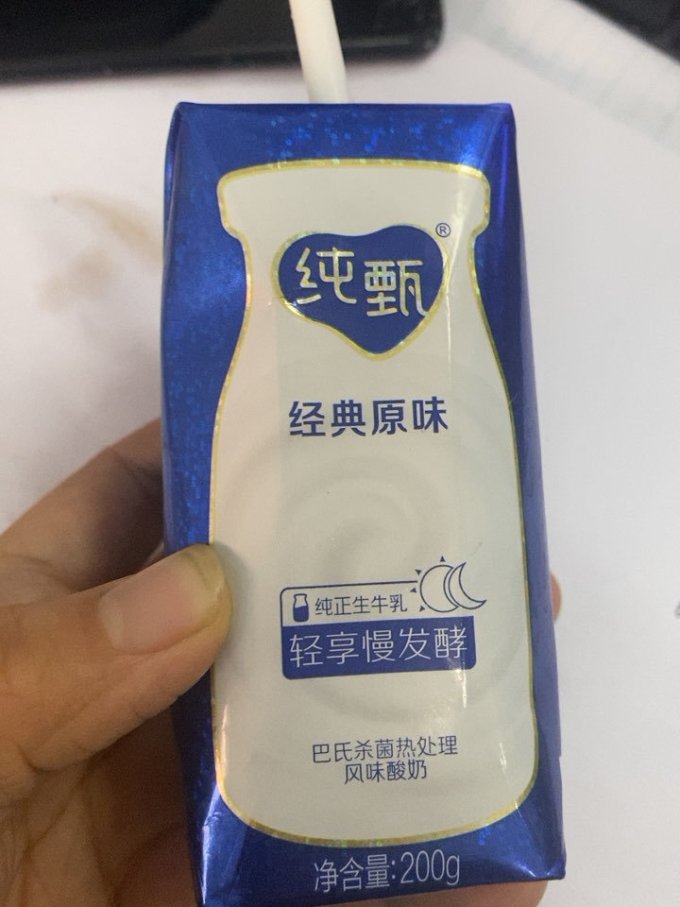 纯甄®
经典原味
纯正生牛乳
轻享慢发酵
巴氏杀菌热处理
风味酸奶
净含量:200g